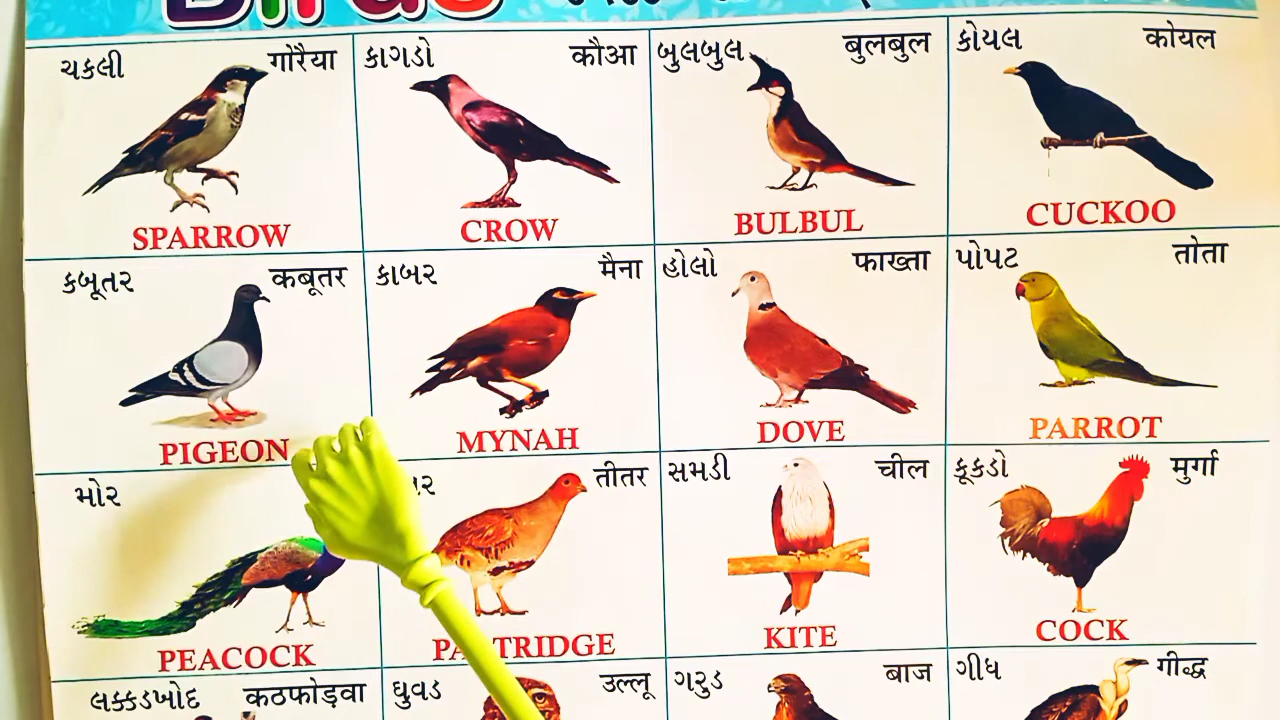 Birds
ચકલી गोरैया
SPARROW
કાગડો कौआ
CROW
બુલબુલ बुलबुल
BULBUL
કોયલ कोयल
CUCKOO
કબૂતર कबूतर
PIGEON
કાબર मैना
MYNAH
હોલો फाख्ता
DOVE
પોપટ तोता
PARROT
મોર
PEACOCK
तीतर
સમડી चील
KITE
કૂકડો मुर्गा
COCK
લક્કડખોદ कठफोड़वा
ઘુવડ उल्लू
ગરુડ बाज
ગીધ गीद्ध